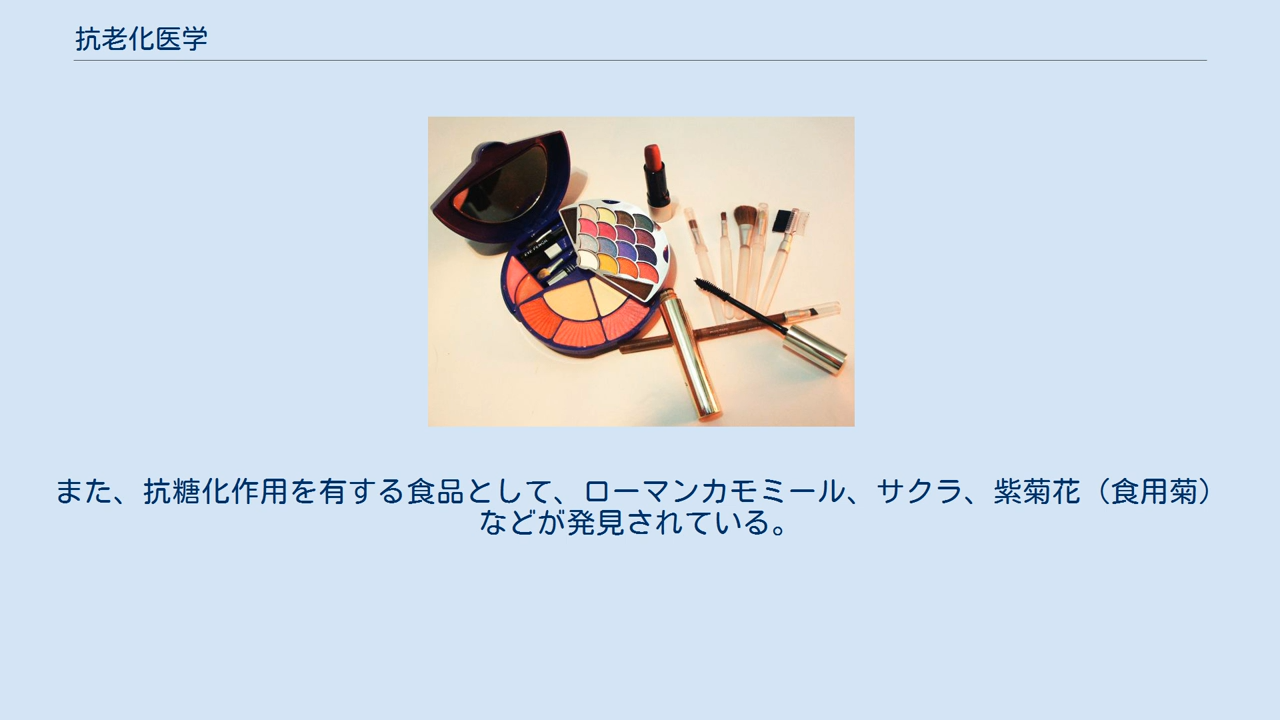 抗老化医学
また、抗糖化作用を有する食品として、ローマンカモミール、サクラ、紫菊花（食用菊）
などが発見されている。